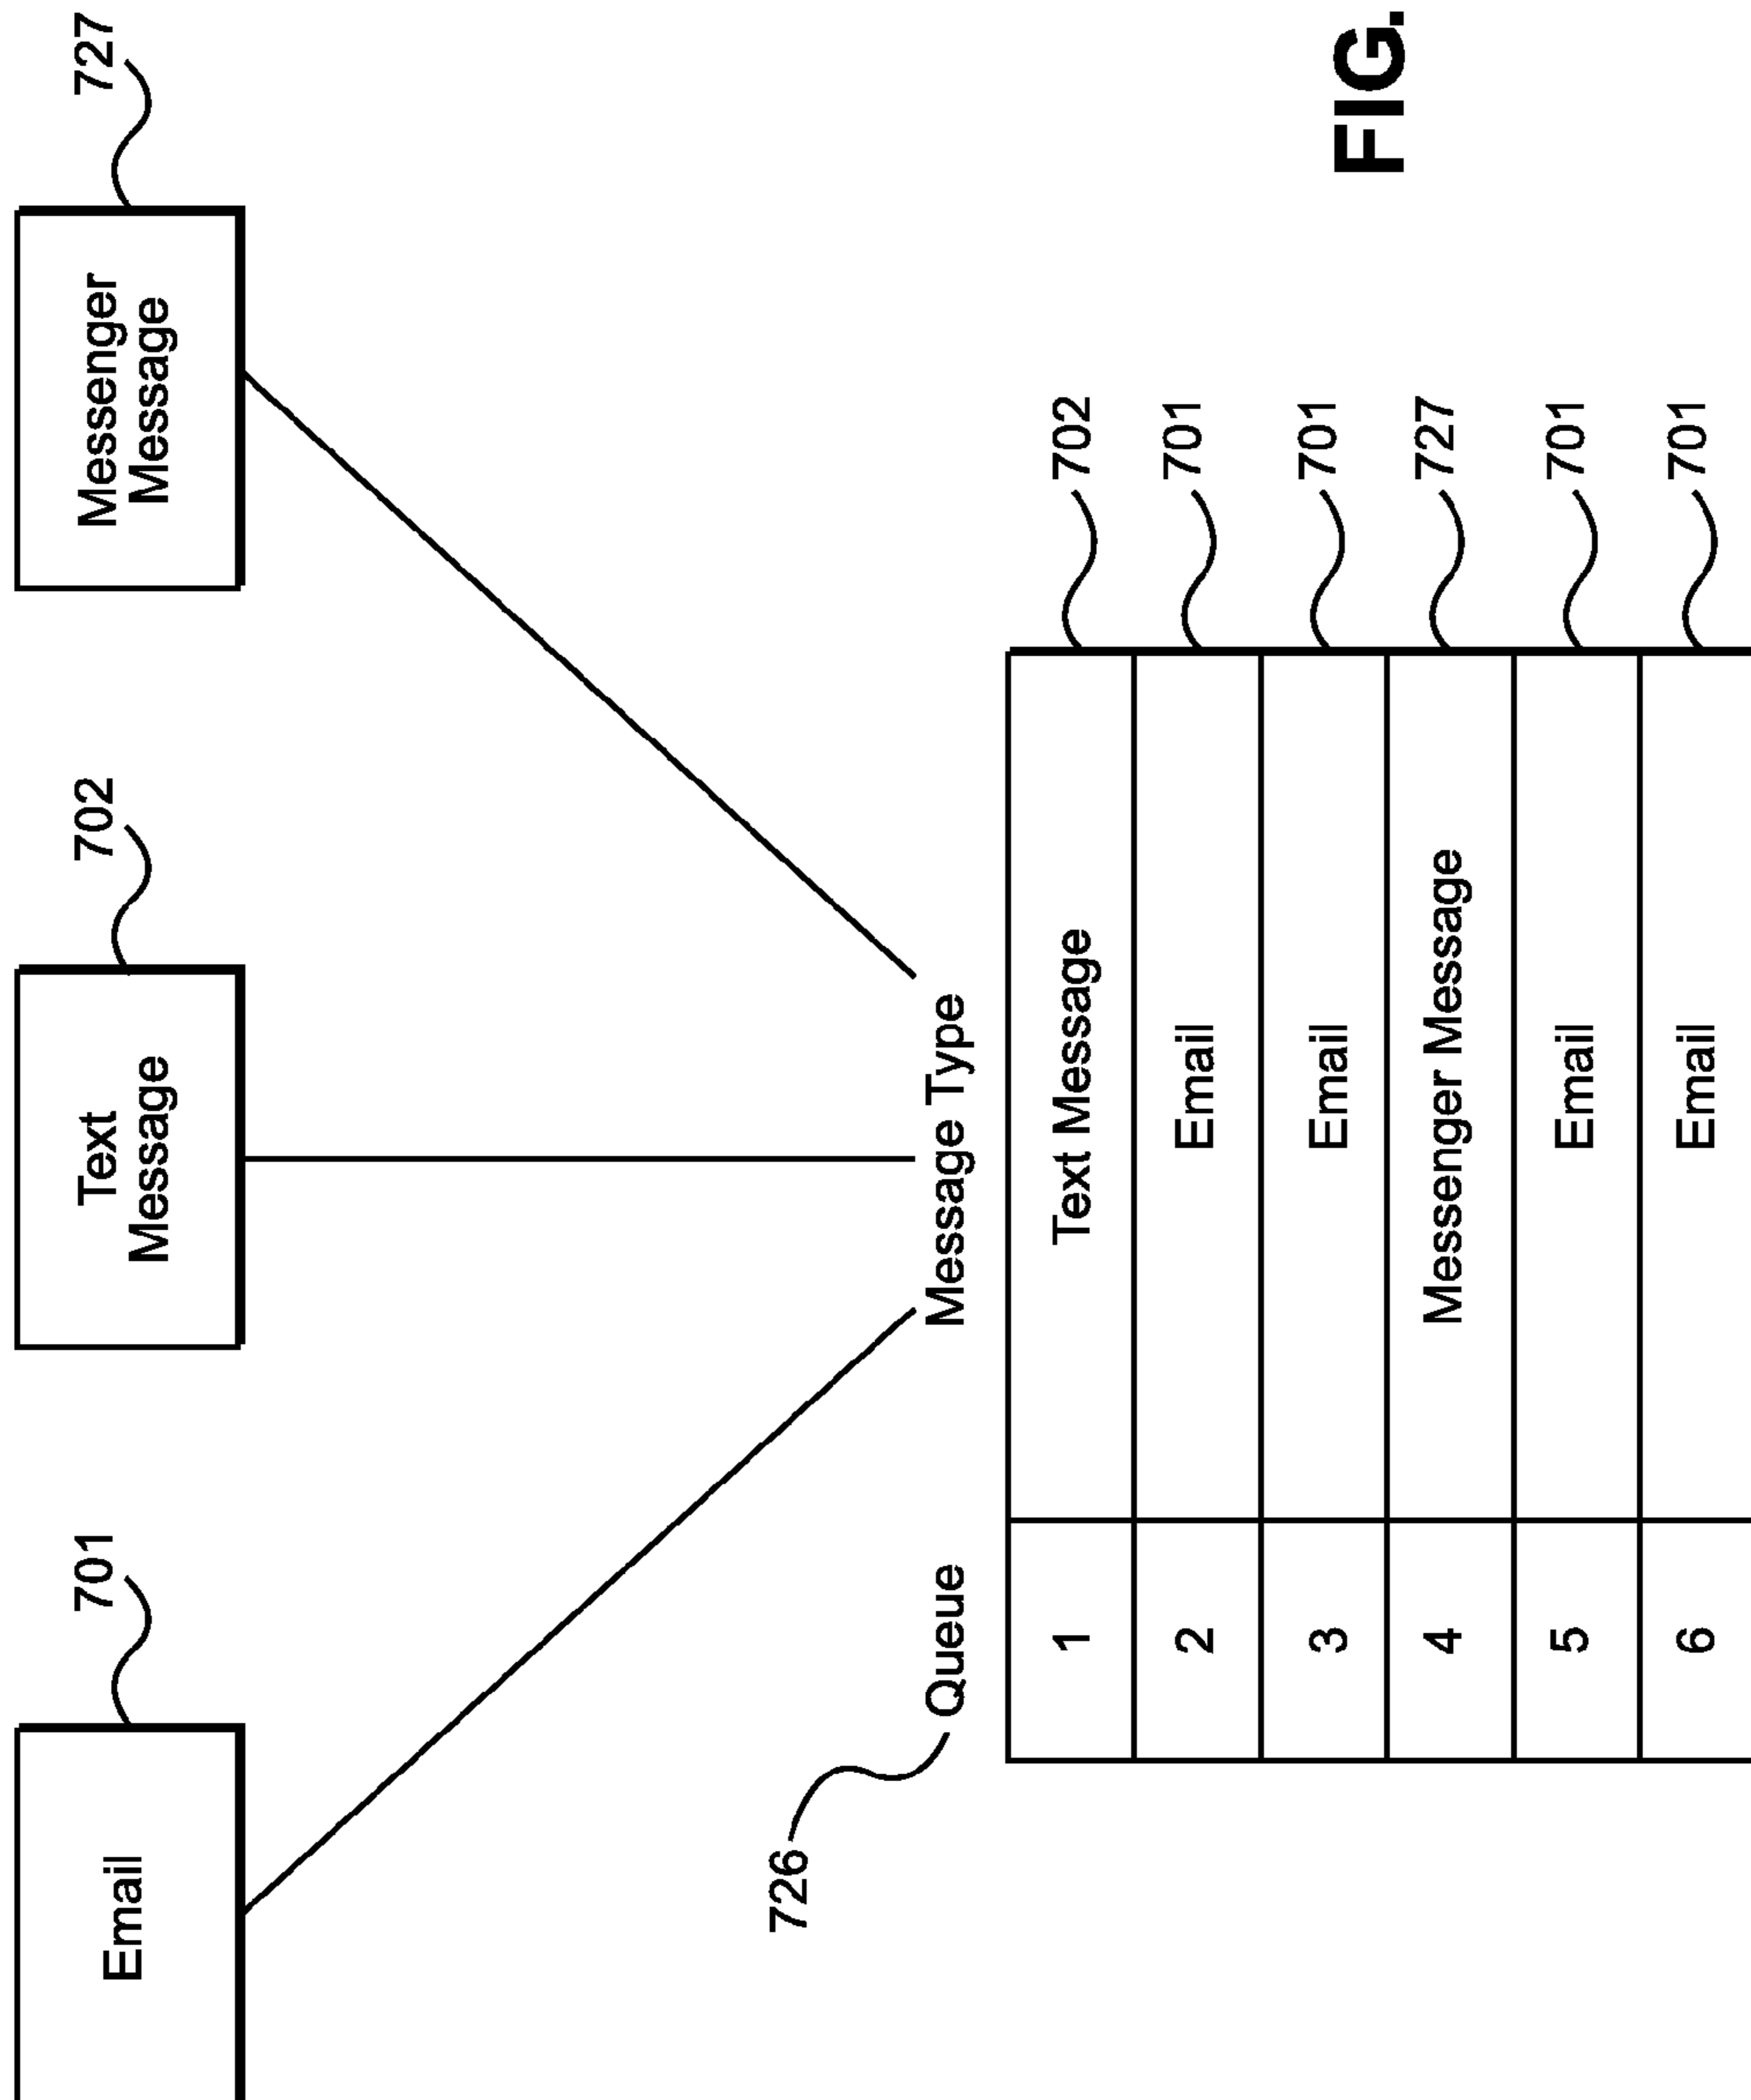 701
702
727
Email
Text
Message
Messenger
Message
726
Queue
Message Type
1 Text Message 702
2 Email 701
3 Email 701
4 Messenger Message 727
5 Email 701
6 Email 701
FIG.